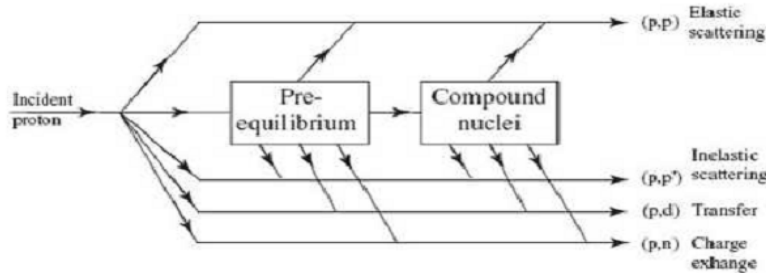 (p,p) Elastic
scattering
Incident
proton
Pre-
equilibrium
Compound
nuclei
(p,p') Inelastic
scattering
(p,d) Transfer
(p,n) Charge
exhange